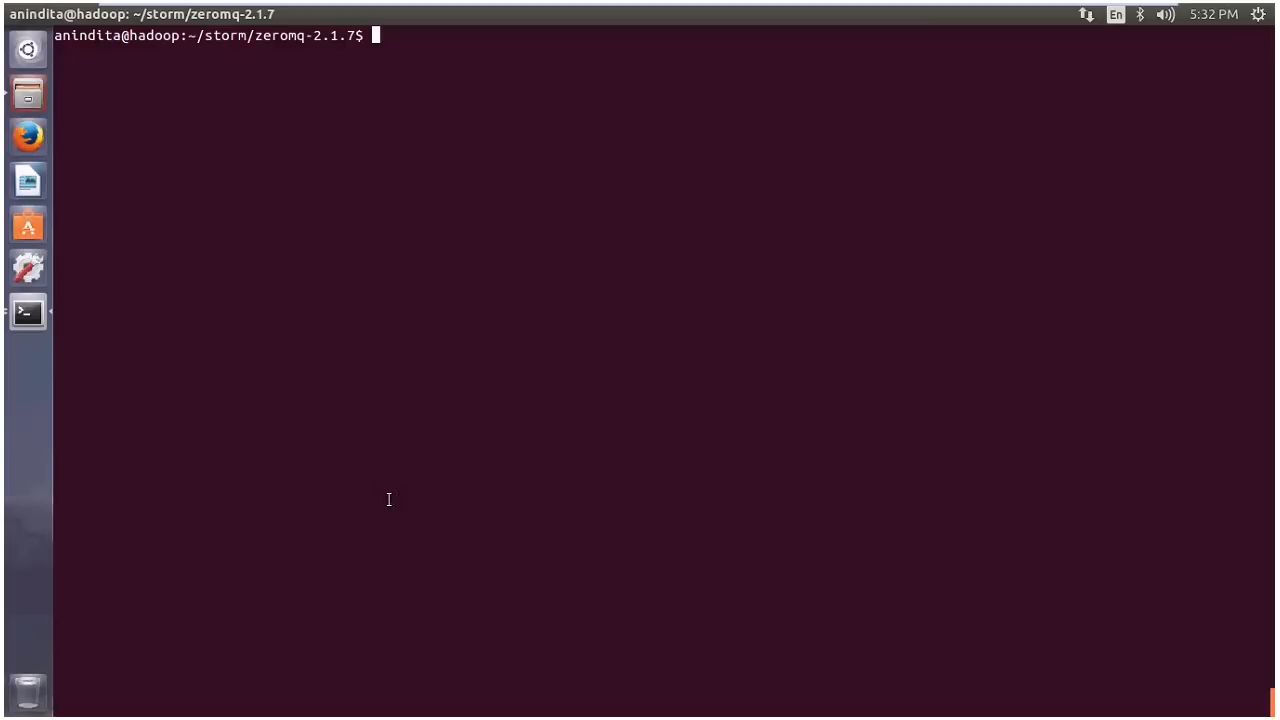 anindita@hadoop: ~/storm/zeromq-2.1.7
En
5:32 PM
anindita@hadoop:~/storm/zeromq-2.1.7$